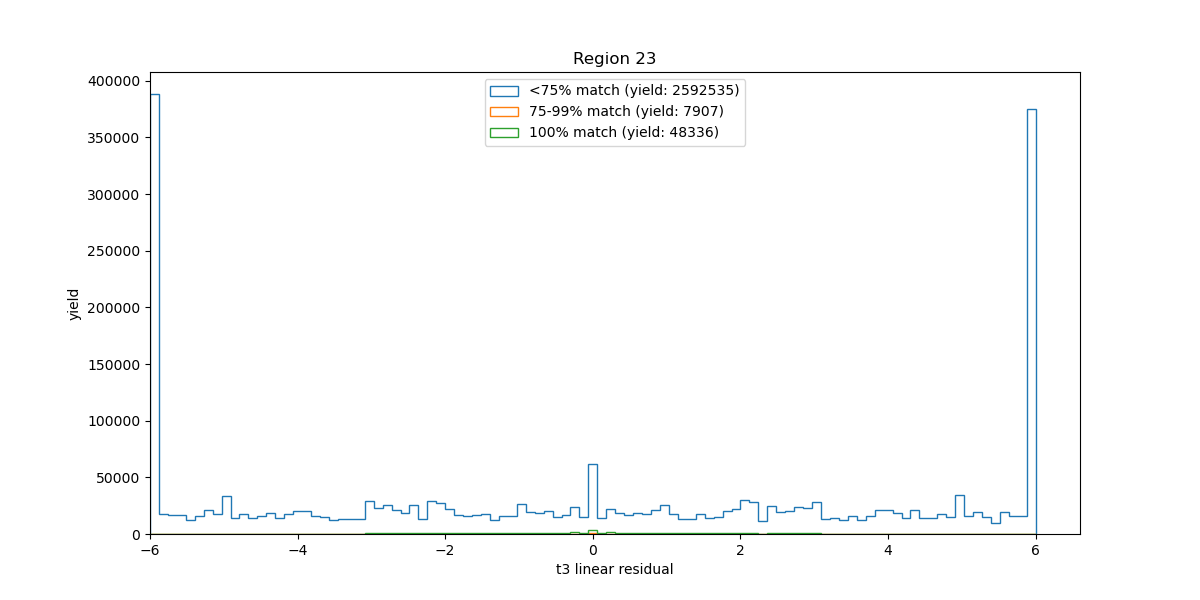 Region 23
400000
350000
300000
250000
200000
150000
100000
50000
0
yield
<75% match (yield: 2592535)
75-99% match (yield: 7907)
100% match (yield: 48336)
−6
−4
−2
0
2
4
6
t3 linear residual